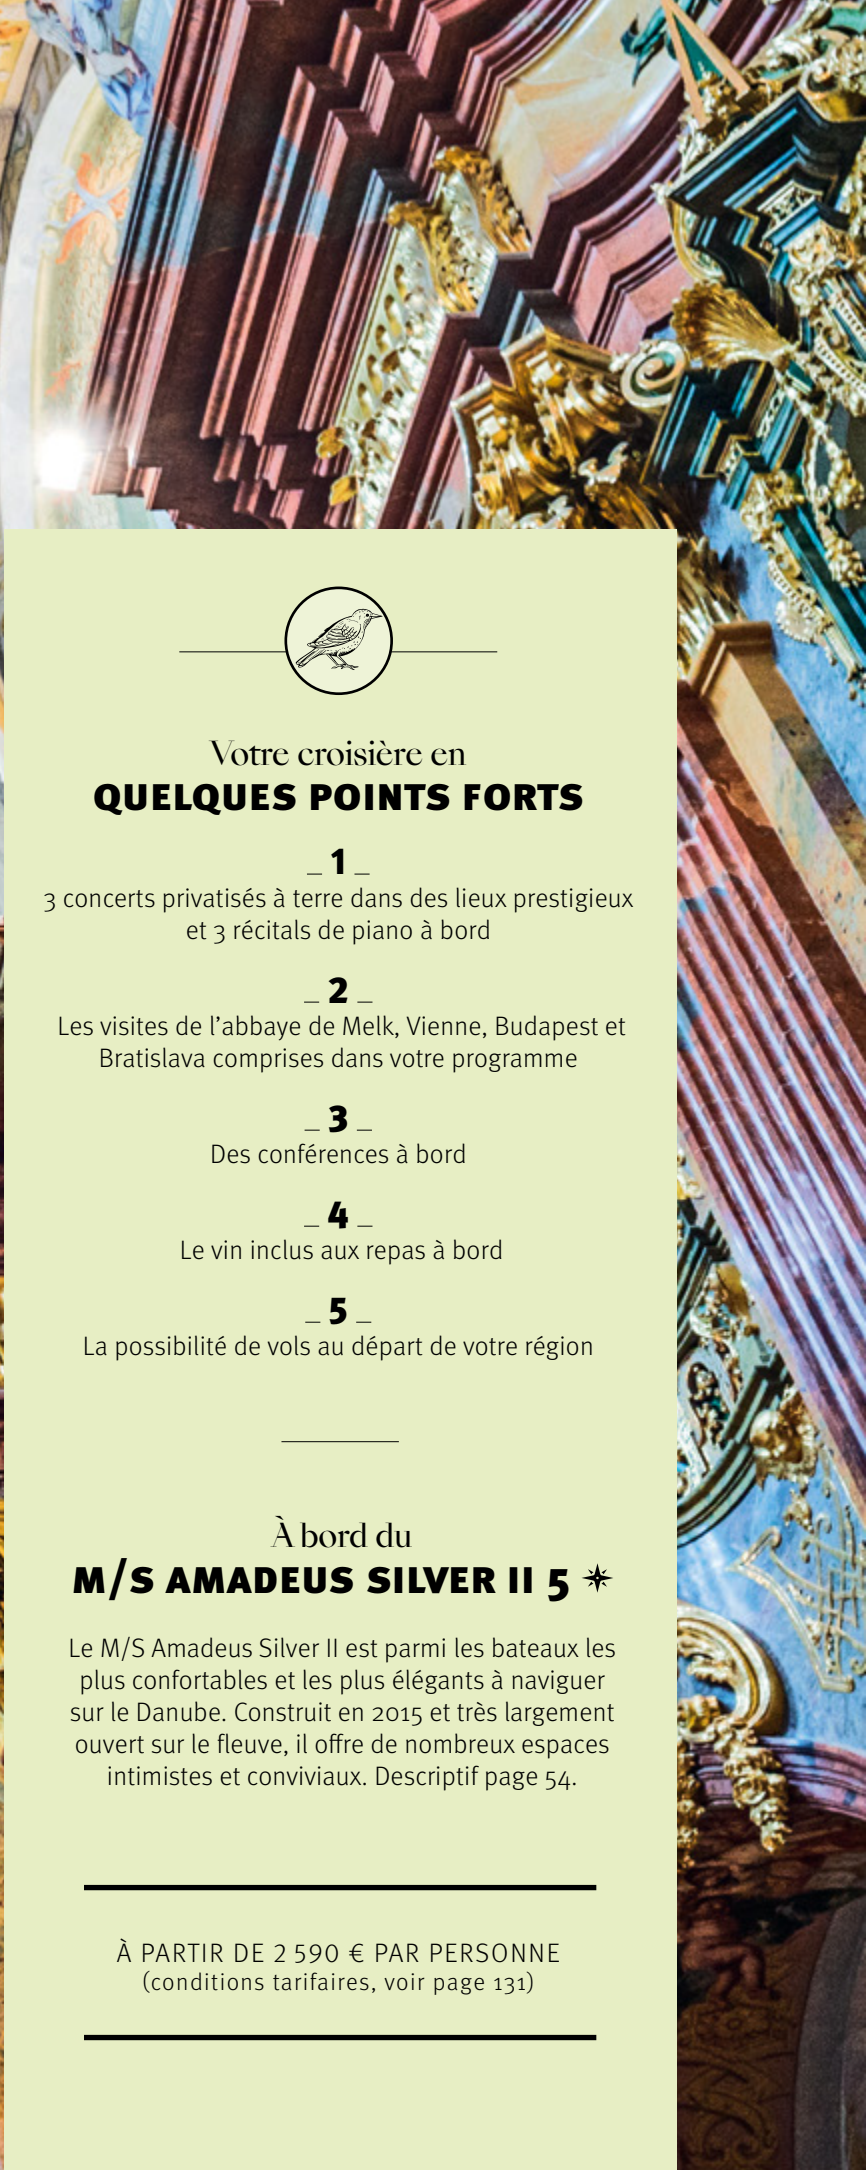 Votre croisière en
QUELQUES POINTS FORTS
_ 1 _
3 concerts privatisés à terre dans des lieux prestigieux
et 3 récitals de piano à bord
_ 2 _
Les visites de l’abbaye de Melk, Vienne, Budapest et
Bratislava comprises dans votre programme
_ 3 _
Des conférences à bord
_ 4 _
Le vin inclus aux repas à bord
_ 5 _
La possibilité de vols au départ de votre région
À bord du
M/S AMADEUS SILVER II 5
Le M/S Amadeus Silver II est parmi les bateaux les
plus confortables et les plus élégants à naviguer
sur le Danube. Construit en 2015 et très largement
ouvert sur le fleuve, il offre de nombreux espaces
intimistes et conviviaux. Descriptif page 54.
À PARTIR DE 2 590 € PAR PERSONNE
(conditions tarifaires, voir page 131)